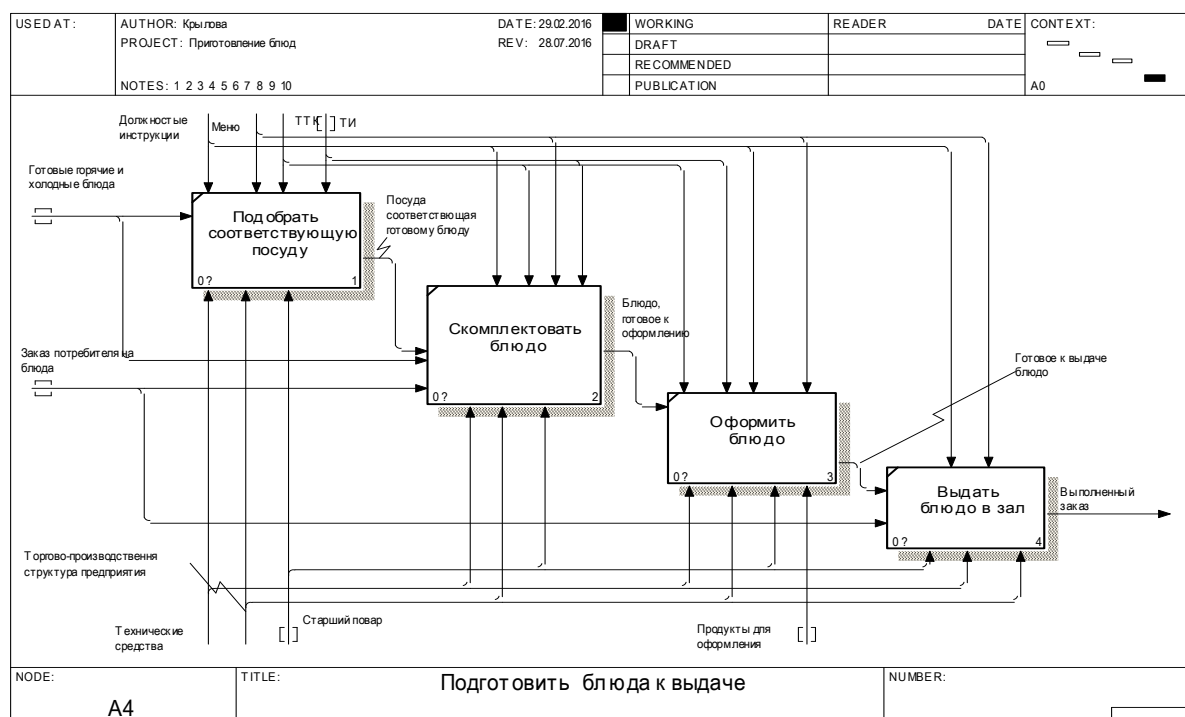 USED AT:
AUTHOR: Крылова
DATE: 29.02.2016
REV: 28.07.2016
PROJECT: Приготовление блюд
NOTES: 1 2 3 4 5 6 7 8 9 10
WORKING
DRAFT
RECOMMENDED
PUBLICATION
READER
DATE
CONTEXT:
A0
Должностые
инструкции
Меню
ТТК
ТИ
Готовые горячие и
холодные блюда
Подобрать
соответствующую
посуду
0?
1
Посуда
соответствющая
готовому блюду
Скомплектовать
блюдо
0?
2
Блюдо,
готовое к
оформлению
Заказ потребителя на
блюда
Готовое к выдаче
блюдо
Оформить
блюдо
0?
3
Выдать
блюдо в зал
0?
4
Выполненный
заказ
Торгово-производствення
структура предприятия
Технические
средства
Старший повар
Продукты для
оформления
NODE:
A4
TITLE:
Подготовить блюда к выдаче
NUMBER: